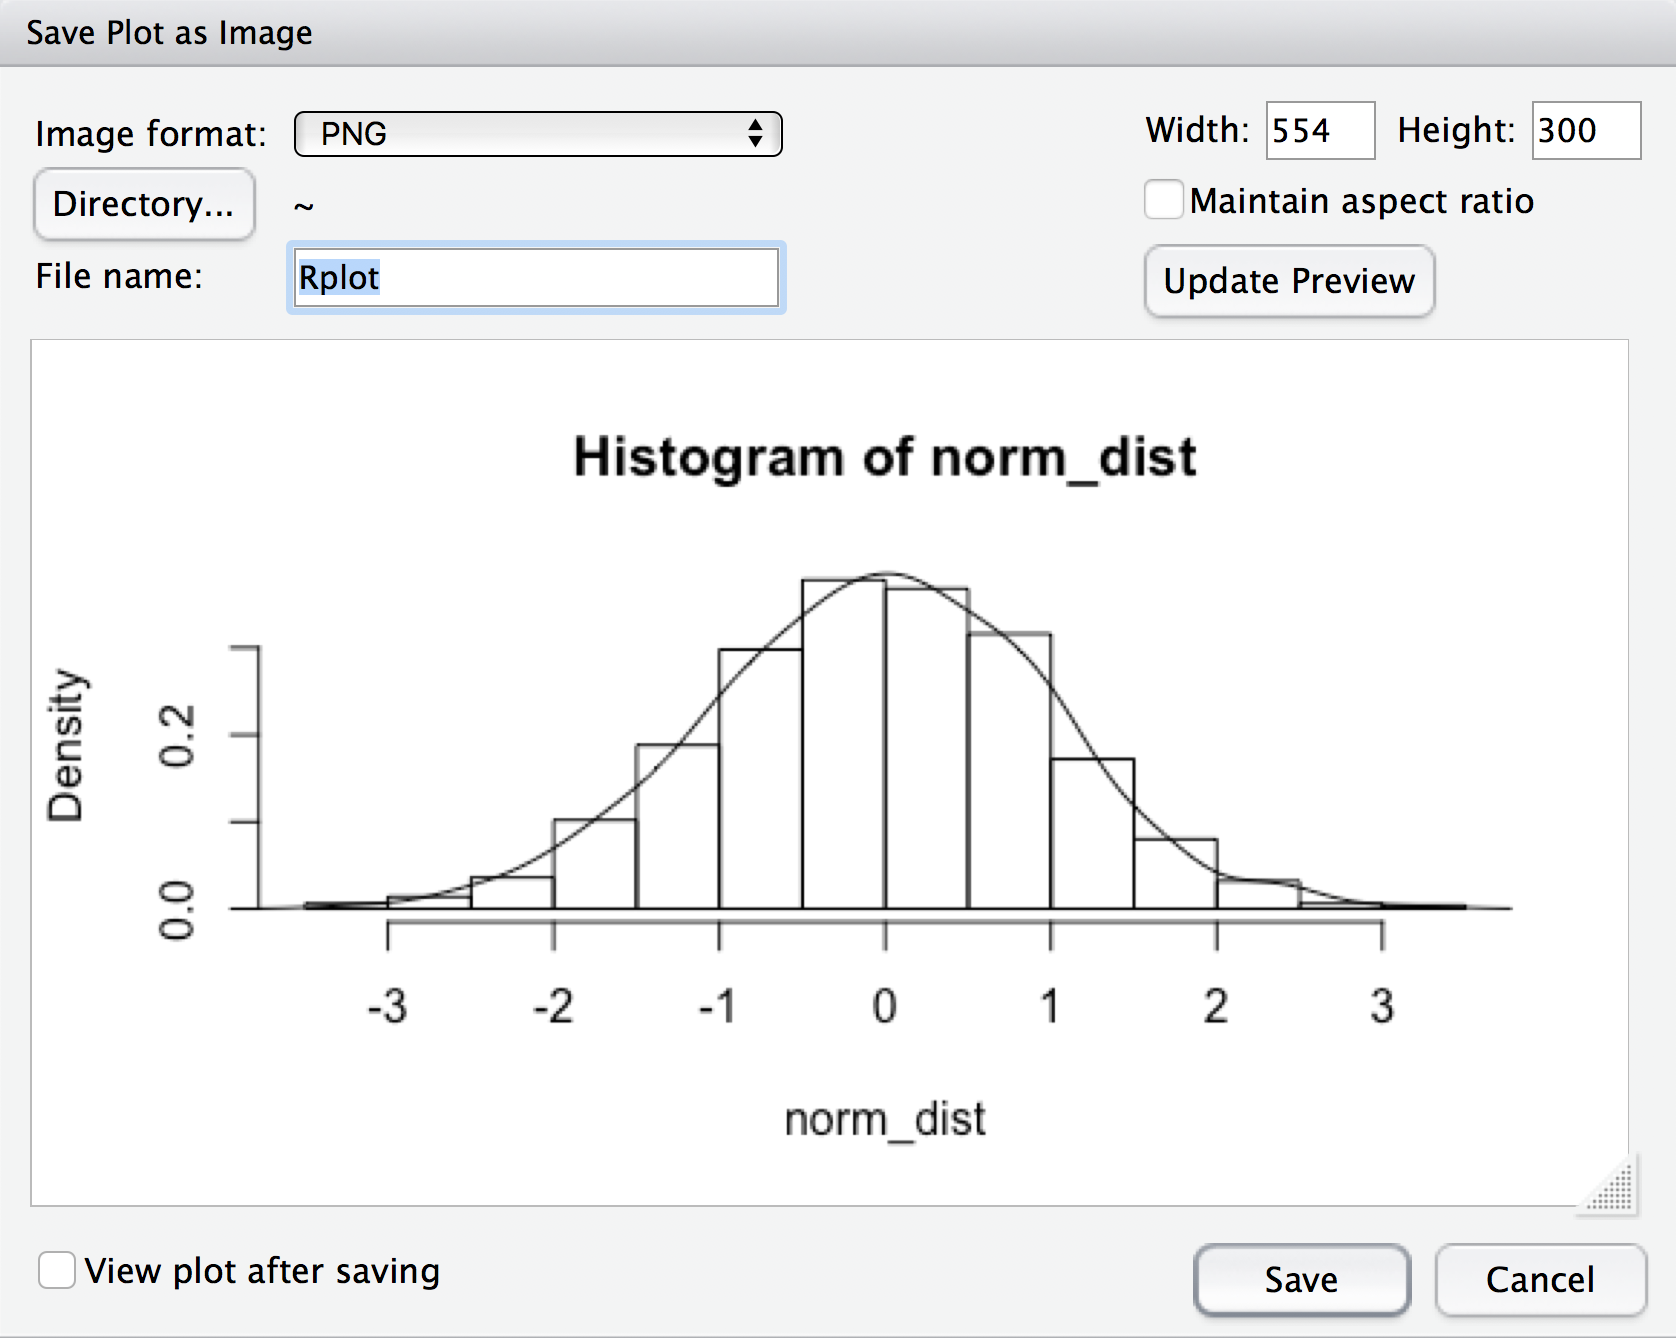 Save Plot as Image
Image format: PNG
Width: 554 Height: 300
Directory... ~
Maintain aspect ratio
File name: Rplot
Update Preview
Histogram of norm_dist
Density
0.2
0.0
-3 -2 -1 0 1 2 3
norm_dist
View plot after saving
Save Cancel